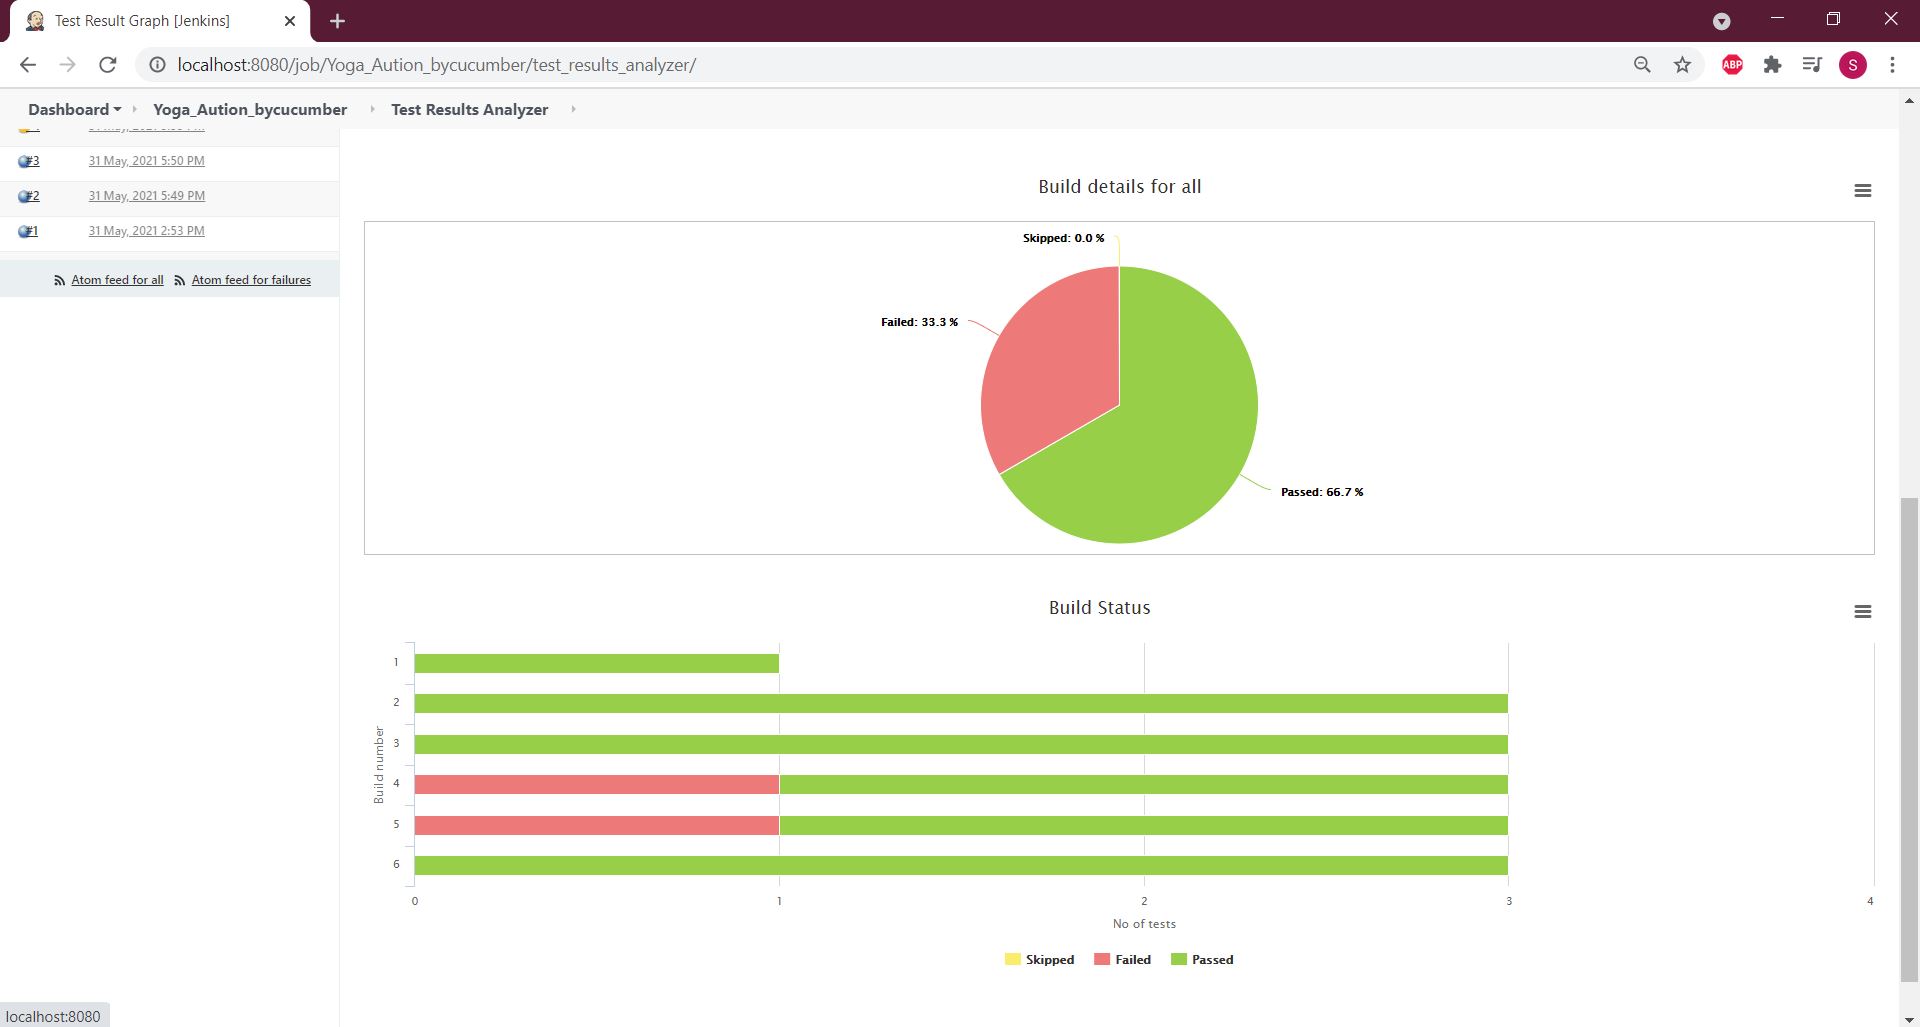 Test Result Graph [Jenkins]
localhost:8080/job/Yoga_Aution_bycucumber/test_results_analyzer/
ABP
S
Dashboard Yoga_Aution_bycucumber Test Results Analyzer
#3 31 May, 2021 5:50 PM
#2 31 May, 2021 5:49 PM
#1 31 May, 2021 2:53 PM
Atom feed for all Atom feed for failures
Build details for all
Skipped: 0.0 %
Failed: 33.3 %
Passed: 66.7 %
Build Status
Build number
1
2
3
4
5
6
0 1 2 3 4
No of tests
Skipped Failed Passed
localhost:8080